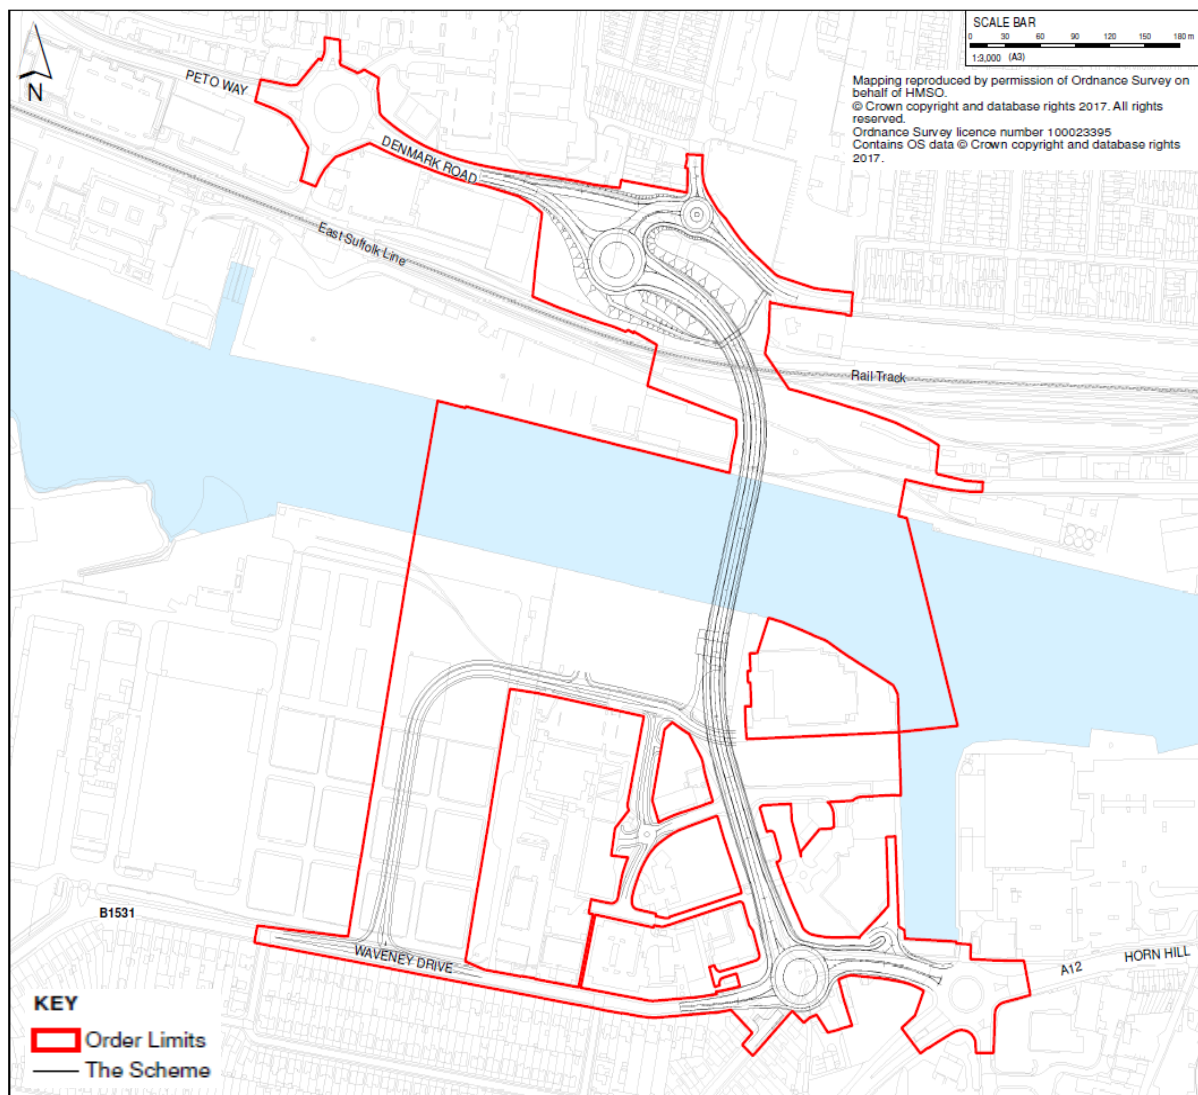 SCALE BAR
0 30 60 90 120 150 180 m
1:3,000 (A3)
Mapping reproduced by permission of Ordnance Survey on
behalf of HMSO.
© Crown copyright and database rights 2017. All rights
reserved.
Ordnance Survey licence number 100023395
Contains OS data © Crown copyright and database rights
2017.
N
PETO WAY
DENMARK ROAD
East Suffolk Line
Rail Track
B1531
WAVENEY DRIVE
A12
HORN HILL
KEY
Order Limits
The Scheme